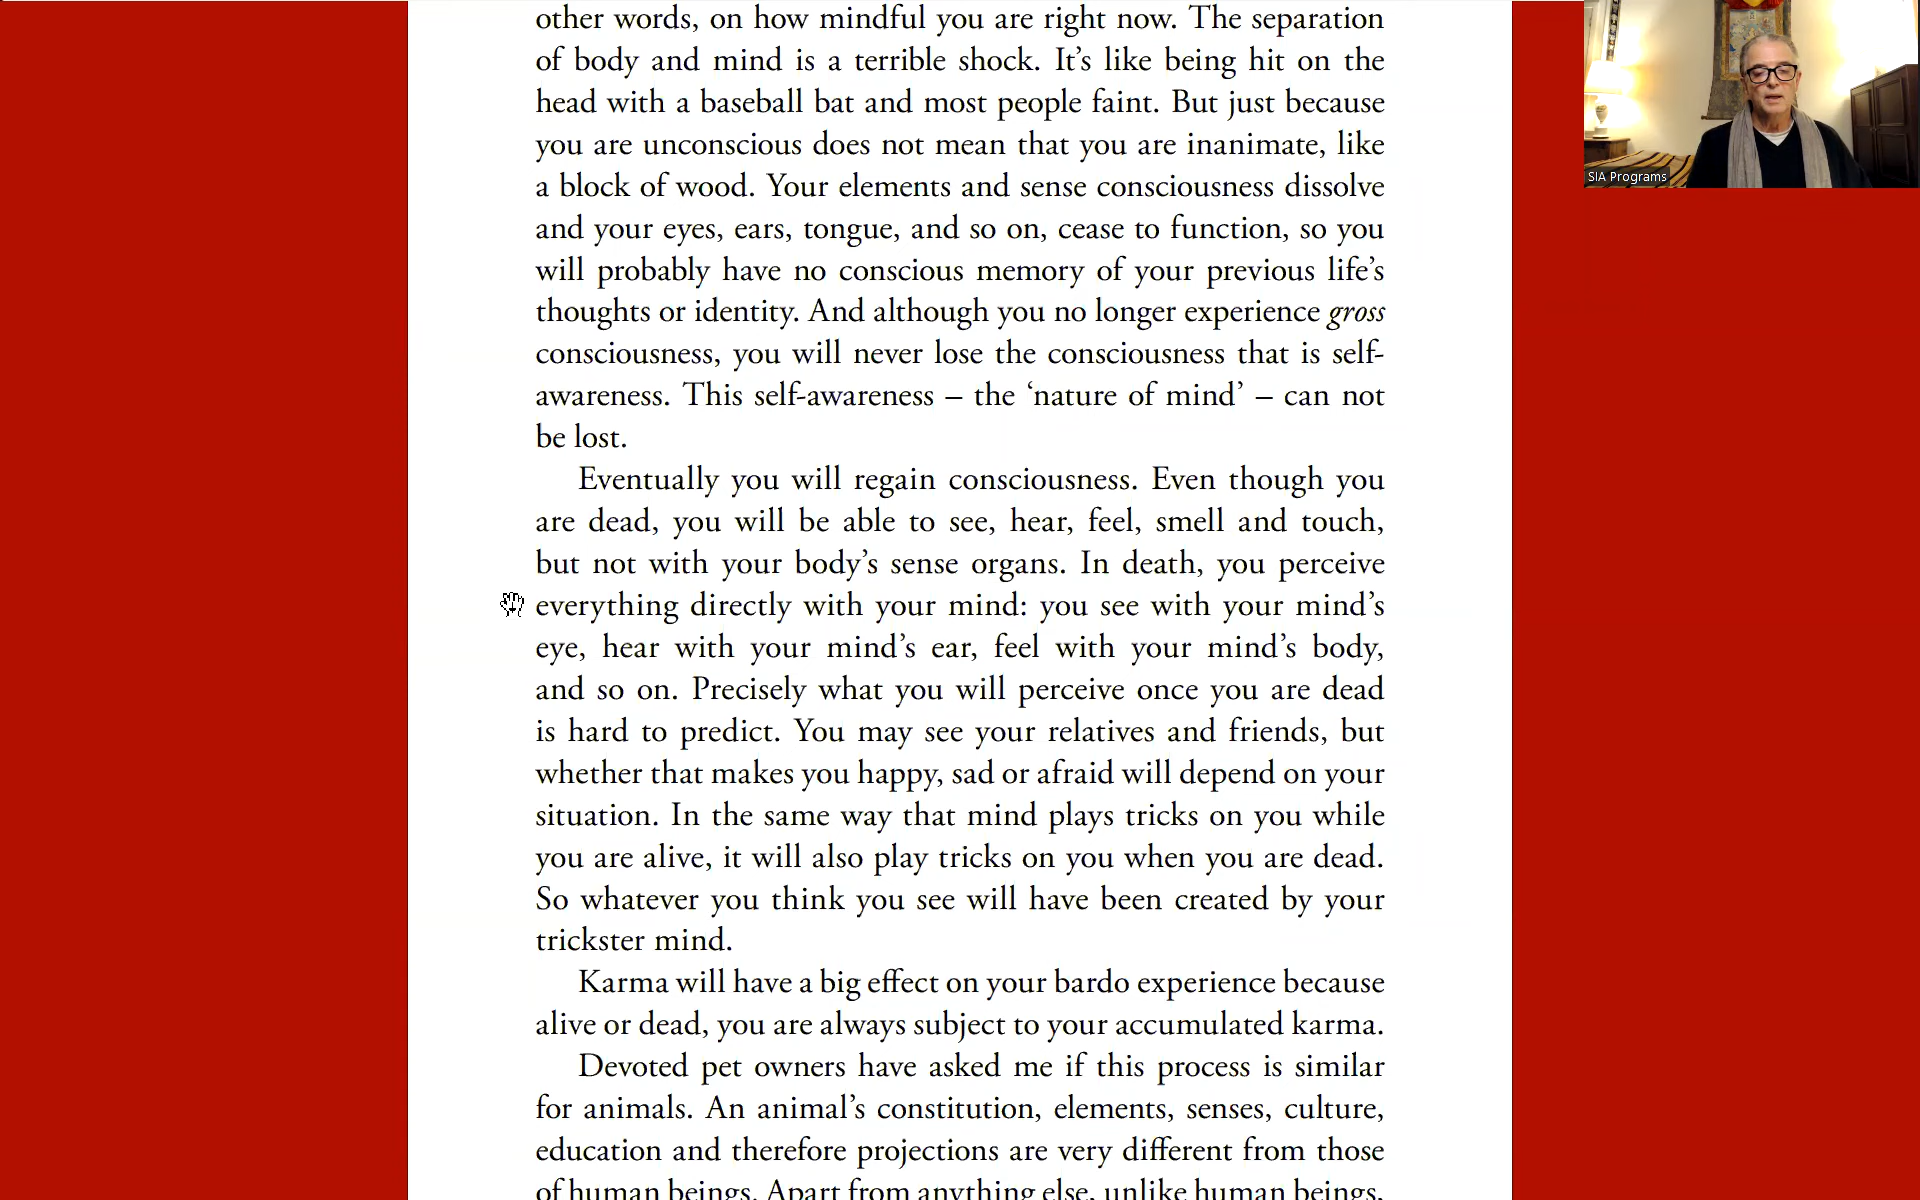 other words, on how mindful you are right now. The separation
of body and mind is a terrible shock. It’s like being hit on the
head with a baseball bat and most people faint. But just because
you are unconscious does not mean that you are inanimate, like
a block of wood. Your elements and sense consciousness dissolve
and your eyes, ears, tongue, and so on, cease to function, so you
will probably have no conscious memory of your previous life’s
thoughts or identity. And although you no longer experience gross
consciousness, you will never lose the consciousness that is self-
awareness. This self-awareness – the ‘nature of mind’ – can not
be lost.
Eventually you will regain consciousness. Even though you
are dead, you will be able to see, hear, feel, smell and touch,
but not with your body’s sense organs. In death, you perceive
everything directly with your mind: you see with your mind’s
eye, hear with your mind’s ear, feel with your mind’s body,
and so on. Precisely what you will perceive once you are dead
is hard to predict. You may see your relatives and friends, but
whether that makes you happy, sad or afraid will depend on your
situation. In the same way that mind plays tricks on you while
you are alive, it will also play tricks on you when you are dead.
So whatever you think you see will have been created by your
trickster mind.
Karma will have a big effect on your bardo experience because
alive or dead, you are always subject to your accumulated karma.
Devoted pet owners have asked me if this process is similar
for animals. An animal’s constitution, elements, senses, culture,
education and therefore projections are very different from those
of human beings. Apart from anything else, unlike human beings,
SIA Programs